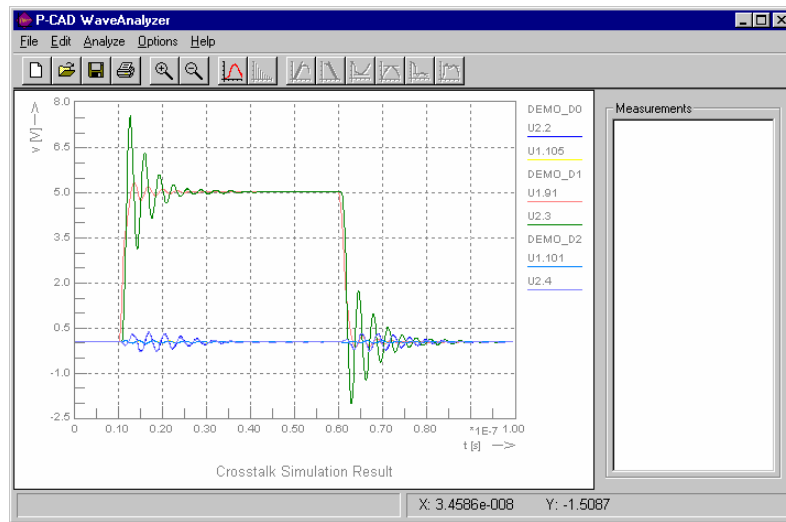 P-CAD WaveAnalyzer
File Edit Analyze Options Help
v [V] —>
8.0
6.5
5.0
3.5
2.0
0.5
-1.0
-2.5
0 0.10 0.20 0.30 0.40 0.50 0.60 0.70 0.80 *1E-7 1.00
t [s] —>
Crosstalk Simulation Result
DEMO_D0
U2.2
U1.105
DEMO_D1
U1.91
U2.3
DEMO_D2
U1.101
U2.4
Measurements
X: 3.4586e-008 Y: -1.5087